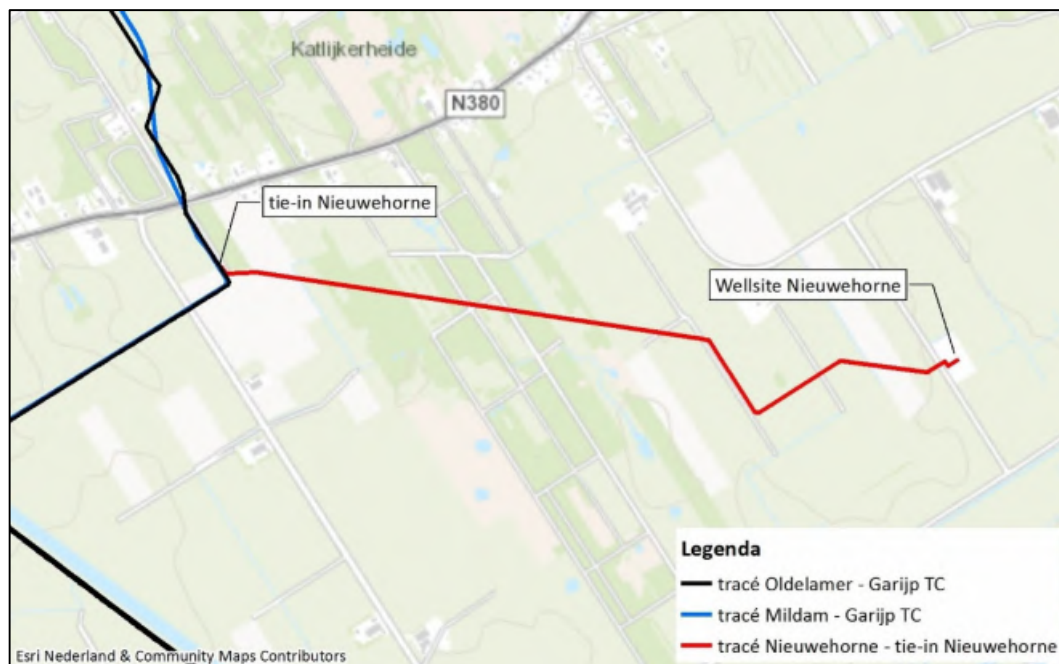 Katlijkerheide
N380
tie-in Nieuwehorne
Wellsite Nieuwehorne
Legenda
tracé Oldelamer - Garijp TC
tracé Mildam - Garijp TC
tracé Nieuwehorne - tie-in Nieuwehorne
Esri Nederland & Community Maps Contributors